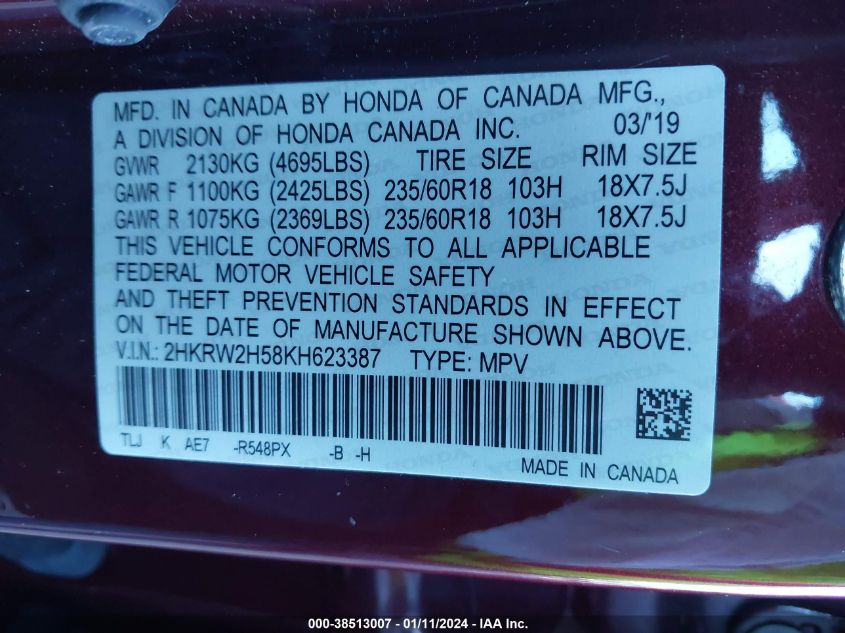 MFD. IN CANADA BY HONDA OF CANADA MFG.,
A DIVISION OF HONDA CANADA INC. 03/'19
GVWR 2130KG (4695LBS) TIRE SIZE RIM SIZE
GAWR F 1100KG (2425LBS) 235/60R18 103H 18X7.5J
GAWR R 1075KG (2369LBS) 235/60R18 103H 18X7.5J
THIS VEHICLE CONFORMS TO ALL APPLICABLE
FEDERAL MOTOR VEHICLE SAFETY
AND THEFT PREVENTION STANDARDS IN EFFECT
ON THE DATE OF MANUFACTURE SHOWN ABOVE.
V.I.N.: 2HKRW2H58KH623387 TYPE: MPV
TLJ K AE7 -R548PX -B -H
MADE IN CANADA
000-38513007 - 01/11/2024 - IAA Inc.